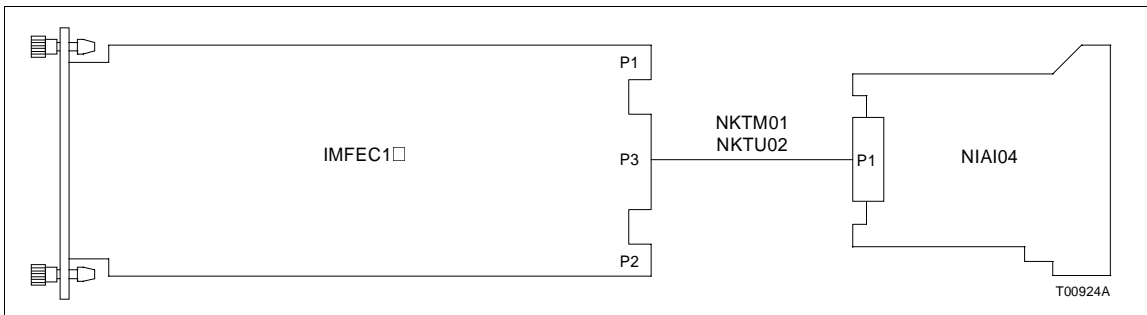 P1
NKTM01
NKTU02
IMFEC1□
P3
P1
NIAI04
P2
T00924A